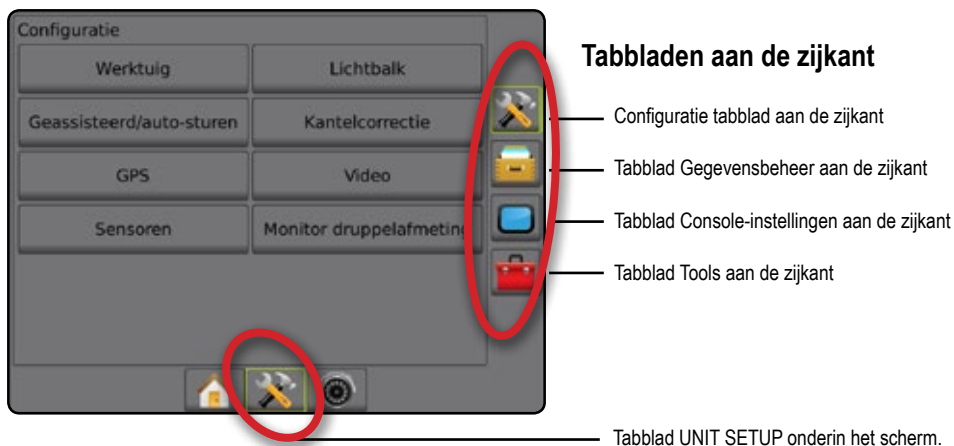 Configuratie
Werktuig
Lichtbalk
Geassisteerd/auto-sturen
Kantelcorrectie
GPS
Video
Sensoren
Monitor druppelafmeting
Tabbladen aan de zijkant
Configuratie tabblad aan de zijkant
Tabblad Gegevensbeheer aan de zijkant
Tabblad Console-instellingen aan de zijkant
Tabblad Tools aan de zijkant
Tabblad UNIT SETUP onderin het scherm.